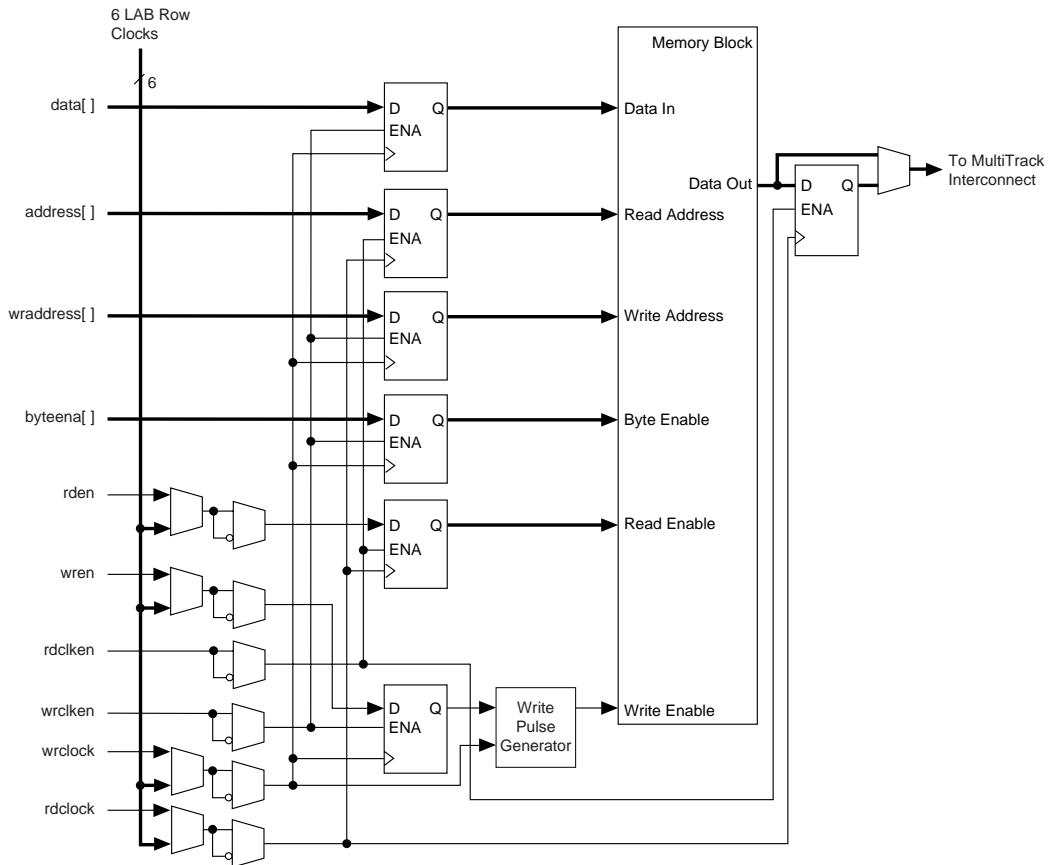 6 LAB Row
Clocks
6
Memory Block
data[ ]
D Q
ENA
Data In
To MultiTrack
Interconnect
Data Out
D Q
ENA
address[ ]
D Q
ENA
Read Address
wraddress[ ]
D Q
ENA
Write Address
byteena[ ]
D Q
ENA
Byte Enable
rden
D Q
ENA
Read Enable
wren
rdclken
wrclken
D Q
ENA
Write
Pulse
Generator
Write Enable
wrclock
rdclock